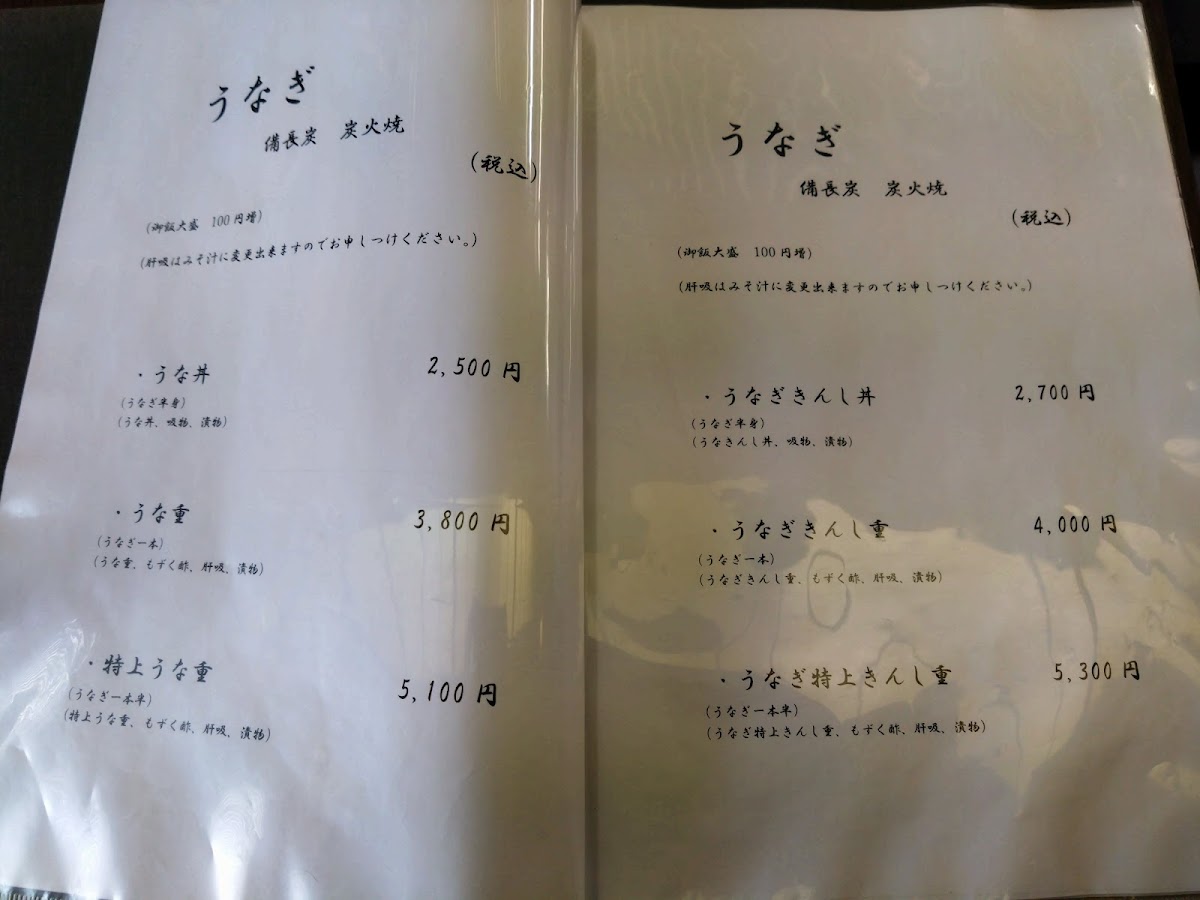 うなぎ
備長炭 炭火焼
(税込)
(御飯大盛 100円増)
(肝吸はみそ汁に変更出来ますのでお申しつけください。)
・うな丼 2,500円
(うなぎ半身)
(うな丼、吸物、漬物)
・うな重 3,800円
(うなぎ一本)
(うな重、もずく酢、肝吸、漬物)
・特上うな重 5,100円
(うなぎ一本半)
(特上うな重、もずく酢、肝吸、漬物)
うなぎ
備長炭 炭火焼
(税込)
(御飯大盛 100円増)
(肝吸はみそ汁に変更出来ますのでお申しつけください。)
・うなぎきんし丼 2,700円
(うなぎ半身)
(うなきんし丼、吸物、漬物)
・うなぎきんし重 4,000円
(うなぎ一本)
(うなぎきんし重、もずく酢、肝吸、漬物)
・うなぎ特上きんし重 5,300円
(うなぎ一本半)
(うなぎ特上きんし重、もずく酢、肝吸、漬物)